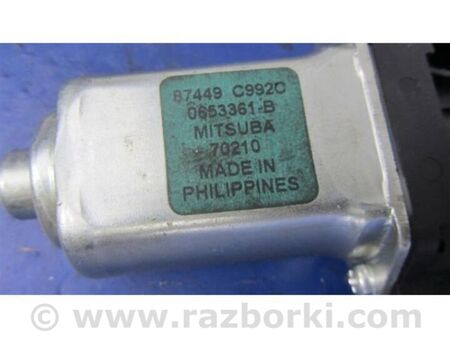 87449 C992C
0653361-B
MITSUBA
70210
MADE IN
PHILIPPINES
© www.razborki.com